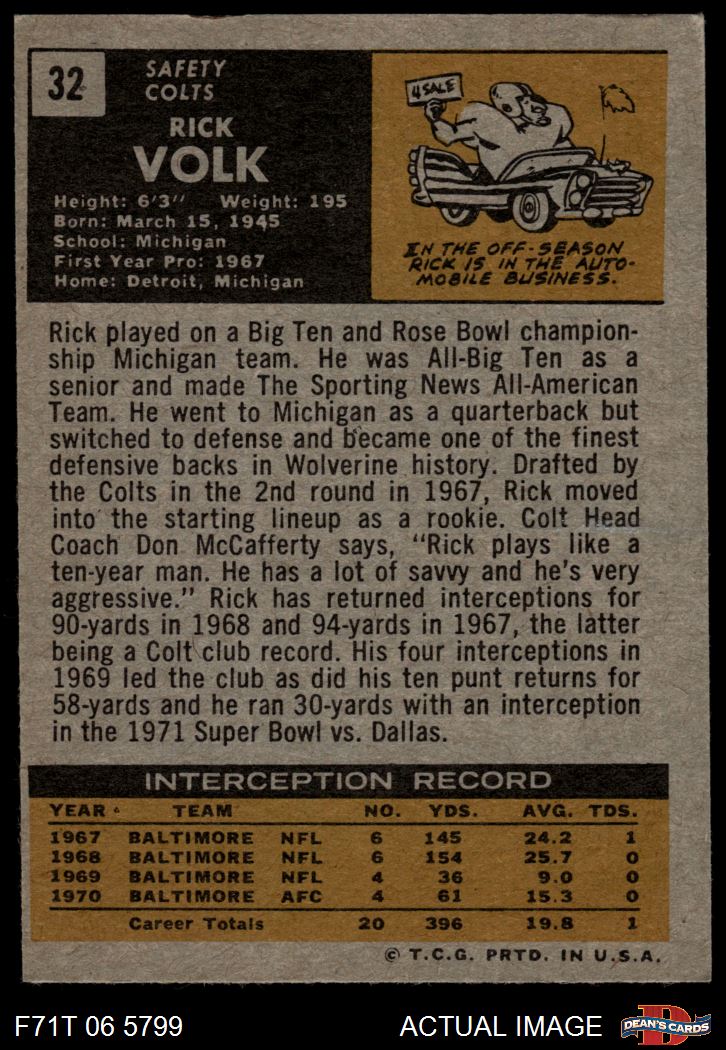 32
SAFETY
COLTS
RICK
VOLK
Height: 6'3" Weight: 195
Born: March 15, 1945
School: Michigan
First Year Pro: 1967
Home: Detroit, Michigan
4 SALE
IN THE OFF-SEASON
RICK IS IN THE AUTO-
MOBILE BUSINESS.
Rick played on a Big Ten and Rose Bowl champion-
ship Michigan team. He was All-Big Ten as a
senior and made The Sporting News All-American
Team. He went to Michigan as a quarterback but
switched to defense and became one of the finest
defensive backs in Wolverine history. Drafted by
the Colts in the 2nd round in 1967, Rick moved
into the starting lineup as a rookie. Colt Head
Coach Don McCafferty says, "Rick plays like a
ten-year man. He has a lot of savvy and he's very
aggressive." Rick has returned interceptions for
90-yards in 1968 and 94-yards in 1967, the latter
being a Colt club record. His four interceptions in
1969 led the club as did his ten punt returns for
58-yards and he ran 30-yards with an interception
in the 1971 Super Bowl vs. Dallas.
INTERCEPTION RECORD
YEAR TEAM NO. YDS. AVG. TDS.
1967 BALTIMORE NFL 6 145 24.2 1
1968 BALTIMORE NFL 6 154 25.7 0
1969 BALTIMORE NFL 4 36 9.0 0
1970 BALTIMORE AFC 4 61 15.3 0
Career Totals 20 396 19.8 1
© T.C.G. PRTD. IN U.S.A.
F71T 06 5799 ACTUAL IMAGE
DEAN'S CARDS